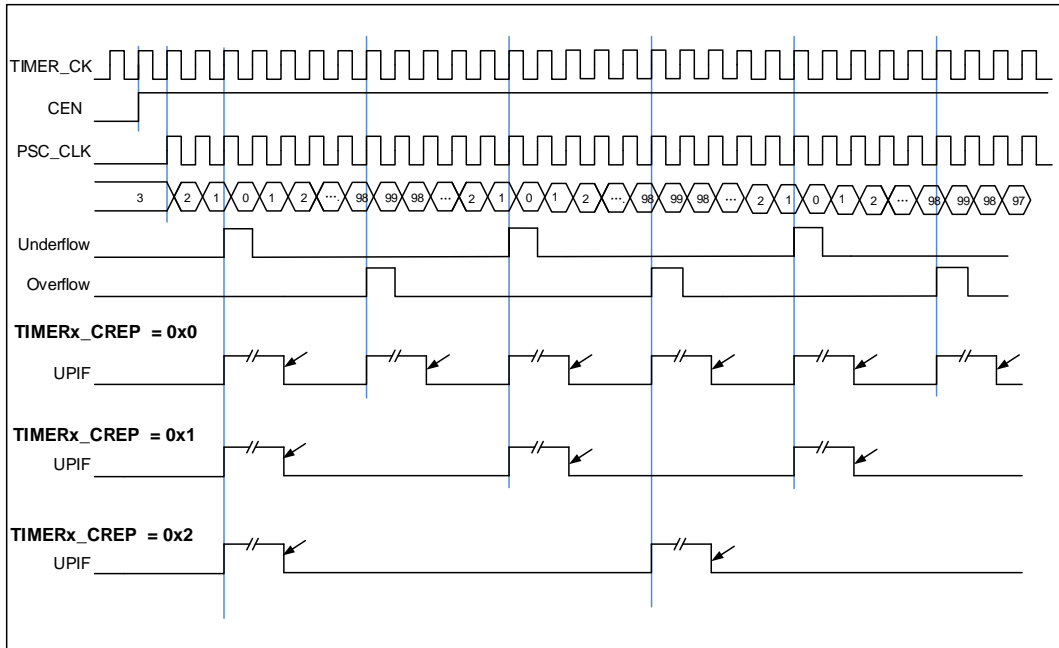 TIMER_CK
CEN
PSC_CLK
3 2 1 0 1 2 .... 98 99 98 ... 2 1 0 1 2 .... 98 99 98 ... 2 1 0 1 2 ... 98 99 98 97
Underflow
Overflow
TIMERx_CREP = 0x0
UPIF
TIMERx_CREP = 0x1
UPIF
TIMERx_CREP = 0x2
UPIF